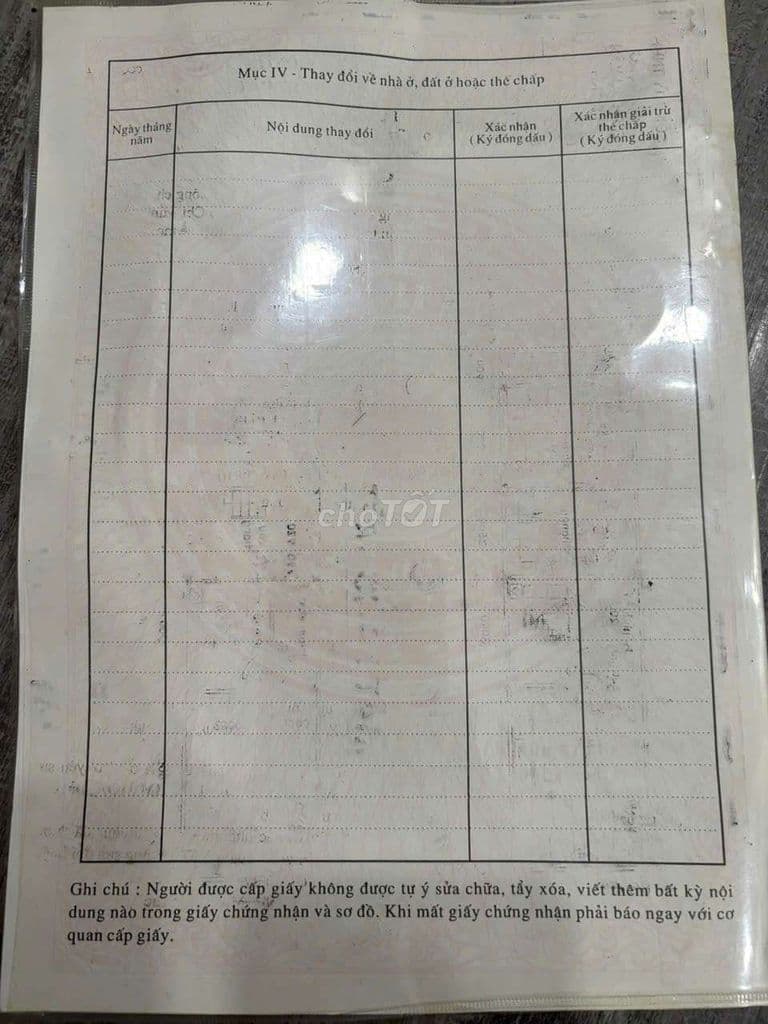 Mục IV - Thay đổi về nhà ở, đất ở hoặc thế chấp
Ngày tháng năm
Nội dung thay đổi
Xác nhận
( Ký đóng dấu )
Xác nhận giải trừ
thế chấp
( Ký đóng dấu )
choTỐT
Ghi chú : Người được cấp giấy không được tự ý sửa chữa, tẩy xóa, viết thêm bất kỳ nội
dung nào trong giấy chứng nhận và sơ đồ. Khi mất giấy chứng nhận phải báo ngay với cơ
quan cấp giấy.